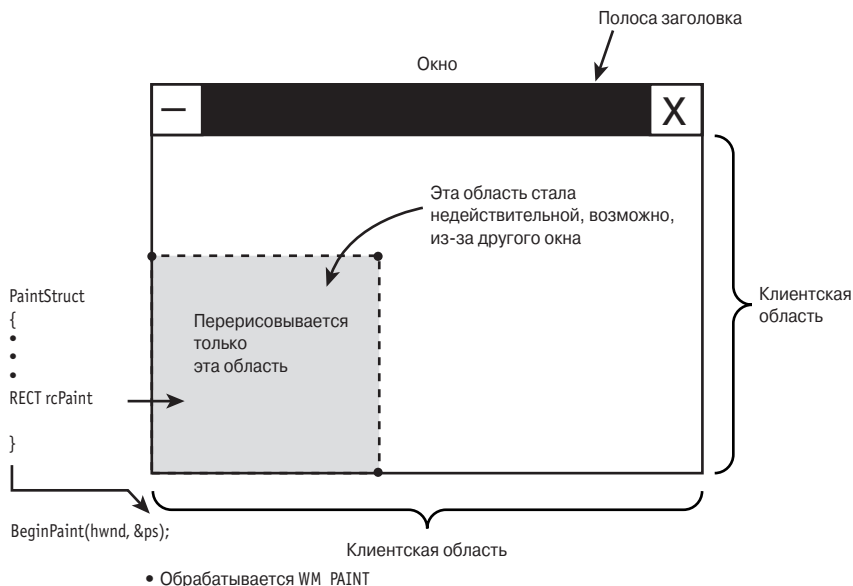 Полоса заголовка
Окно
—
X
Эта область стала
недействительной, возможно,
из-за другого окна
PaintStruct
{
•
•
•
RECT rcPaint
}
Перерисовывается
только
эта область
Клиентская
область
BeginPaint(hwnd, &ps);
Клиентская область
• Обрабатывается WM_PAINT